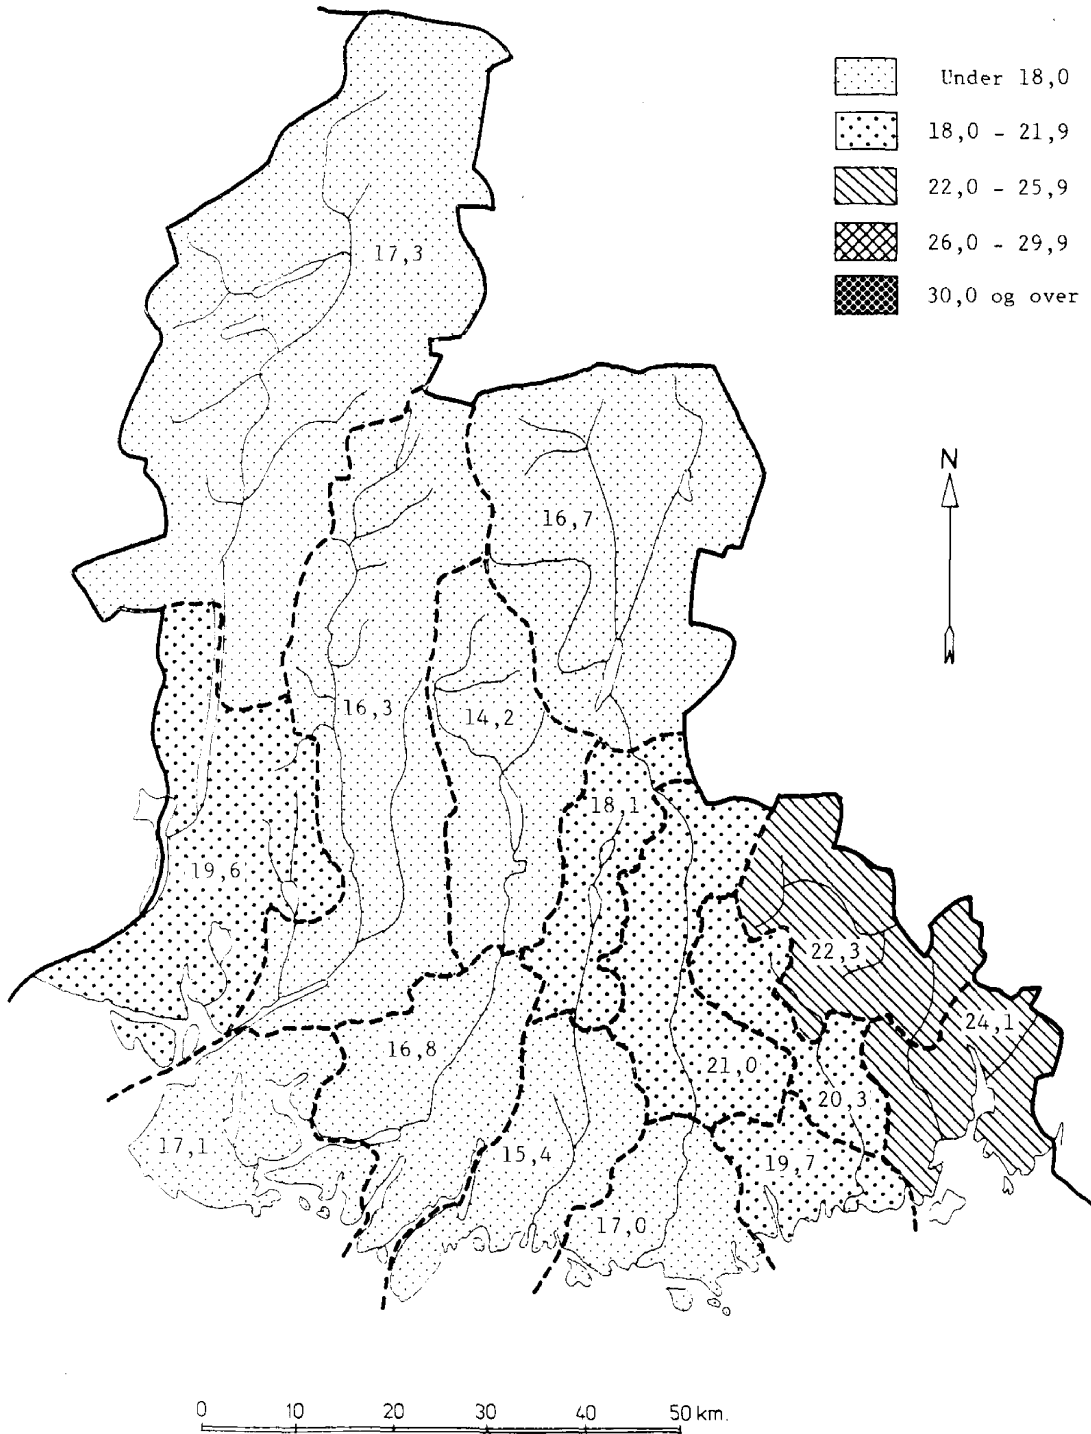 Under 18,0
18,0 - 21,9
22,0 - 25,9
26,0 - 29,9
30,0 og over
17,3
N
16,7
16,3
14,2
18,1
19,6
22,3
24,1
16,8
21,0
20,3
17,1
15,4
19,7
17,0
0 10 20 30 40 50 km.